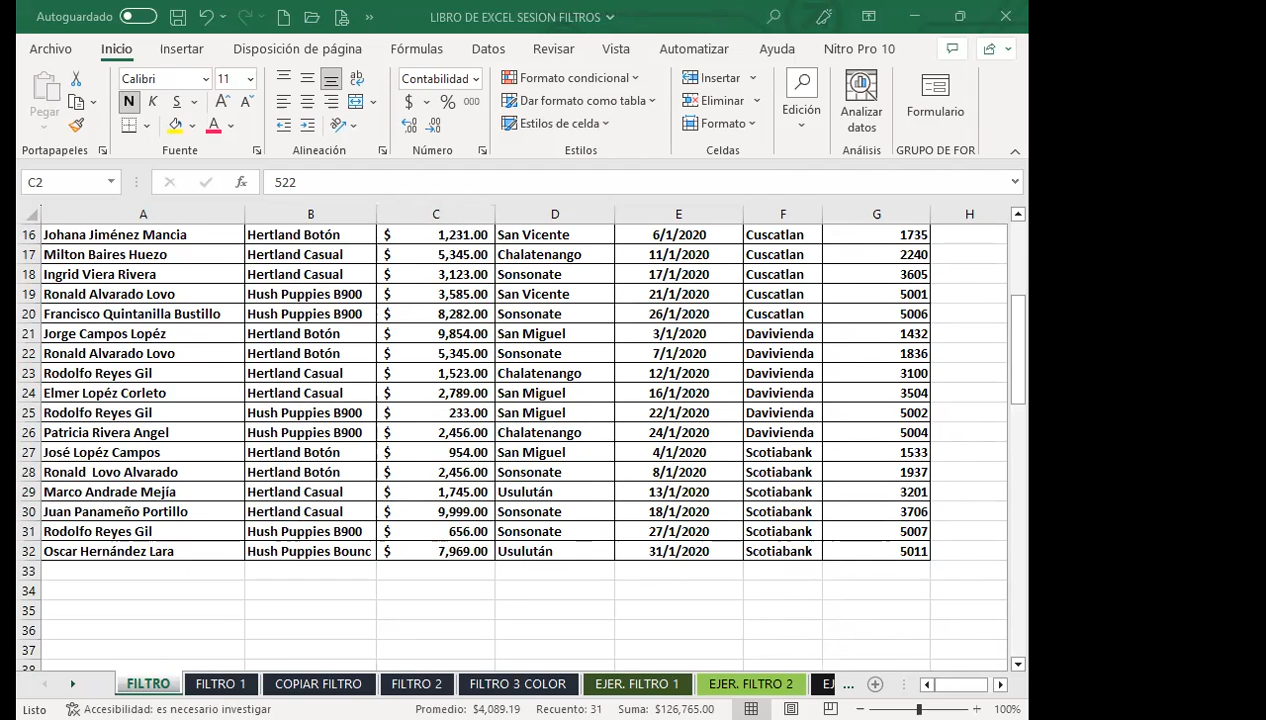 Autoguardado LIBRO DE EXCEL SESION FILTROS
Archivo Inicio Insertar Disposición de página Fórmulas Datos Revisar Vista Automatizar Ayuda Nitro Pro 10
Calibri 11 Contabilidad Formato condicional Insertar
Pegar N K S A A $ % 000 Dar formato como tabla Eliminar Edición Analizar datos Formulario
A Estilos de celda Formato
Portapapeles Fuente Alineación Número Estilos Celdas Análisis GRUPO DE FOR
C2 fx 522
A B C D E F G H
16 Johana Jiménez Mancia Hertland Botón $ 1,231.00 San Vicente 6/1/2020 Cuscatlan 1735
17 Milton Baires Huezo Hertland Casual $ 5,345.00 Chalatenango 11/1/2020 Cuscatlan 2240
18 Ingrid Viera Rivera Hertland Casual $ 3,123.00 Sonsonate 17/1/2020 Cuscatlan 3605
19 Ronald Alvarado Lovo Hush Puppies B900 $ 3,585.00 San Vicente 21/1/2020 Cuscatlan 5001
20 Francisco Quintanilla Bustillo Hush Puppies B900 $ 8,282.00 Sonsonate 26/1/2020 Cuscatlan 5006
21 Jorge Campos Lopéz Hertland Botón $ 9,854.00 San Miguel 3/1/2020 Davivienda 1432
22 Ronald Alvarado Lovo Hertland Botón $ 5,345.00 Sonsonate 7/1/2020 Davivienda 1836
23 Rodolfo Reyes Gil Hertland Casual $ 1,523.00 Chalatenango 12/1/2020 Davivienda 3100
24 Elmer Lopéz Corleto Hertland Casual $ 2,789.00 San Miguel 16/1/2020 Davivienda 3504
25 Rodolfo Reyes Gil Hush Puppies B900 $ 233.00 San Miguel 22/1/2020 Davivienda 5002
26 Patricia Rivera Angel Hush Puppies B900 $ 2,456.00 Chalatenango 24/1/2020 Davivienda 5004
27 José Lopéz Campos Hertland Botón $ 954.00 San Miguel 4/1/2020 Scotiabank 1533
28 Ronald  Lovo Alvarado Hertland Botón $ 2,456.00 Sonsonate 8/1/2020 Scotiabank 1937
29 Marco Andrade Mejía Hertland Casual $ 1,745.00 Usulután 13/1/2020 Scotiabank 3201
30 Juan Panameño Portillo Hertland Casual $ 9,999.00 Sonsonate 18/1/2020 Scotiabank 3706
31 Rodolfo Reyes Gil Hush Puppies B900 $ 656.00 Sonsonate 27/1/2020 Scotiabank 5007
32 Oscar Hernández Lara Hush Puppies Bounc $ 7,969.00 Usulután 31/1/2020 Scotiabank 5011
33
34
35
36
37
38
FILTRO FILTRO 1 COPIAR FILTRO FILTRO 2 FILTRO 3 COLOR EJER. FILTRO 1 EJER. FILTRO 2 EJ ...
Listo Accesibilidad: es necesario investigar Promedio: $4,089.19 Recuento: 31 Suma: $126,765.00 100%